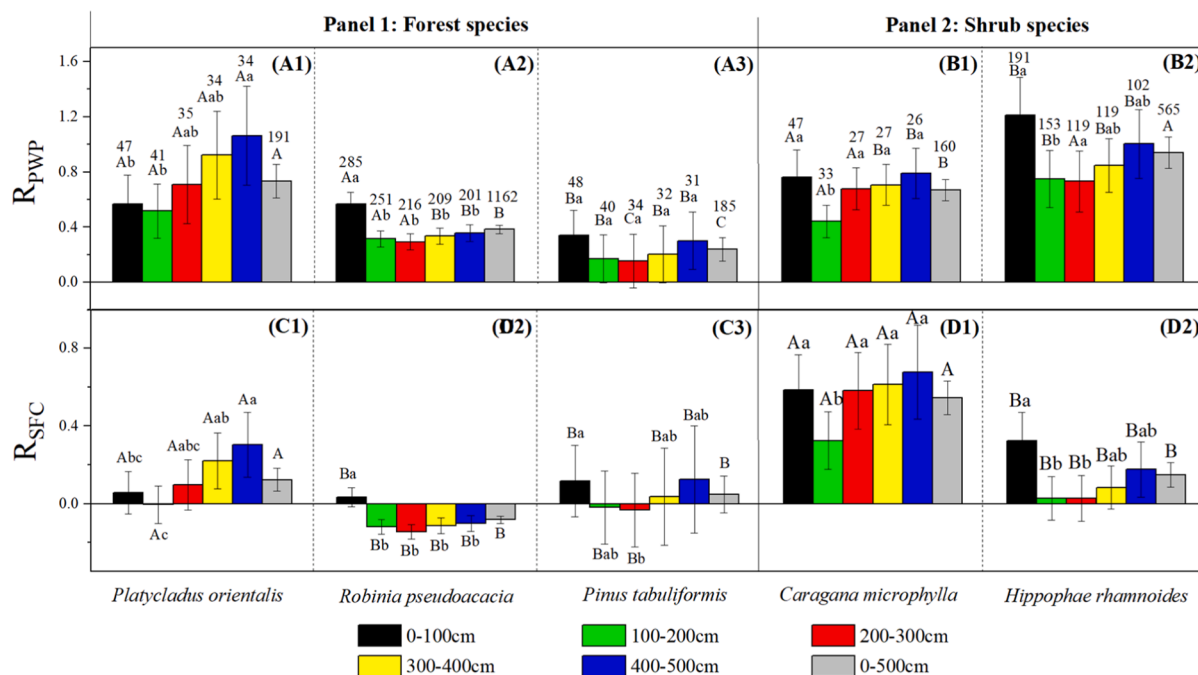 Panel 1: Forest species
Panel 2: Shrub species
R_PWP
1.6
1.2
0.8
0.4
0.0
(A1)
47
Ab
41
Ab
35
Aab
34
Aab
34
Aa
191
A
(A2)
285
Aa
251
Ab
216
Ab
209
Bb
201
Bb
1162
B
(A3)
48
Ba
40
Ba
34
Ca
32
Ba
31
Ba
185
C
(B1)
47
Aa
33
Ab
27
Aa
27
Ba
26
Ba
160
B
(B2)
191
Ba
153
Bb
119
Aa
119
Bab
102
Bab
565
A
R_SFC
0.8
0.4
0.0
(C1)
Abc
Ac
Aabc
Aab
Aa
A
2)
Ba
Bb
Bb
Bb
Bb
B
(C3)
Ba
Bab
Bb
Bab
Bab
B
(D1)
Aa
Ab
Aa
Aa
Aa
A
(D2)
Ba
Bb
Bb
Bab
Bab
B
Platycladus orientalis
Robinia pseudoacacia
Pinus tabuliformis
Caragana microphylla
Hippophae rhamnoides
0-100cm
100-200cm
200-300cm
300-400cm
400-500cm
0-500cm